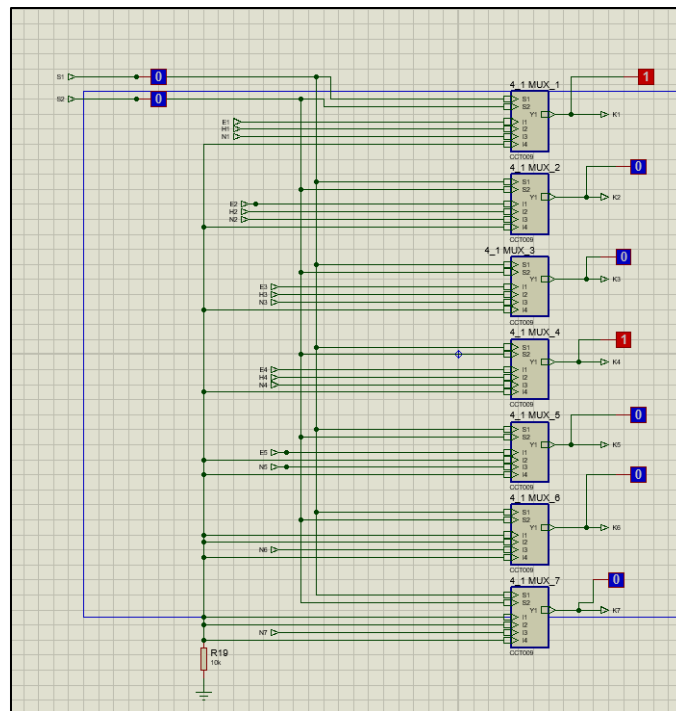 S1 0 1
S2 0
4_1 MUX_1
S1
S2
E1 I1 Y1 K1
H1 I2
N1 I3
I4
CCT009
4_1 MUX_2 0
S1
S2
E2 I1 Y1 K2
H2 I2
N2 I3
I4
CCT009
4_1 MUX_3 0
S1
S2
E3 I1 Y1 K3
H3 I2
N3 I3
I4
CCT009
4_1 MUX_4 1
S1
S2
E4 I1 Y1 K4
H4 I2
N4 I3
I4
CCT009
4_1 MUX_5 0
S1
S2
E5 I1 Y1 K5
I2
N5 I3
I4
CCT009
4_1 MUX_6 0
S1
S2
I1 Y1 K6
I2
N6 I3
I4
CCT009
4_1 MUX_7 0
S1
S2
I1 Y1 K7
I2
N7 I3
I4
CCT009
R19
10k